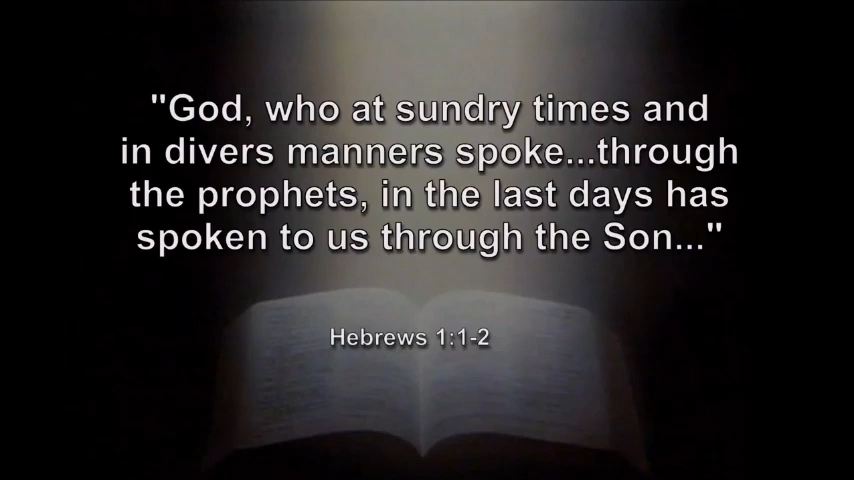 "God, who at sundry times and
in divers manners spoke...through
the prophets, in the last days has
spoken to us through the Son..."
Hebrews 1:1-2